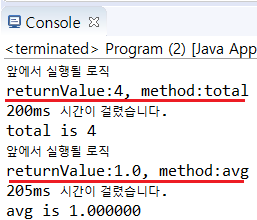 Console
<terminated> Program (2) [Java App
앞에서 실행될 로직
returnValue:4, method:total
200ms 시간이 걸렸습니다.
total is 4
앞에서 실행될 로직
returnValue:1.0, method:avg
205ms 시간이 걸렸습니다.
avg is 1.000000